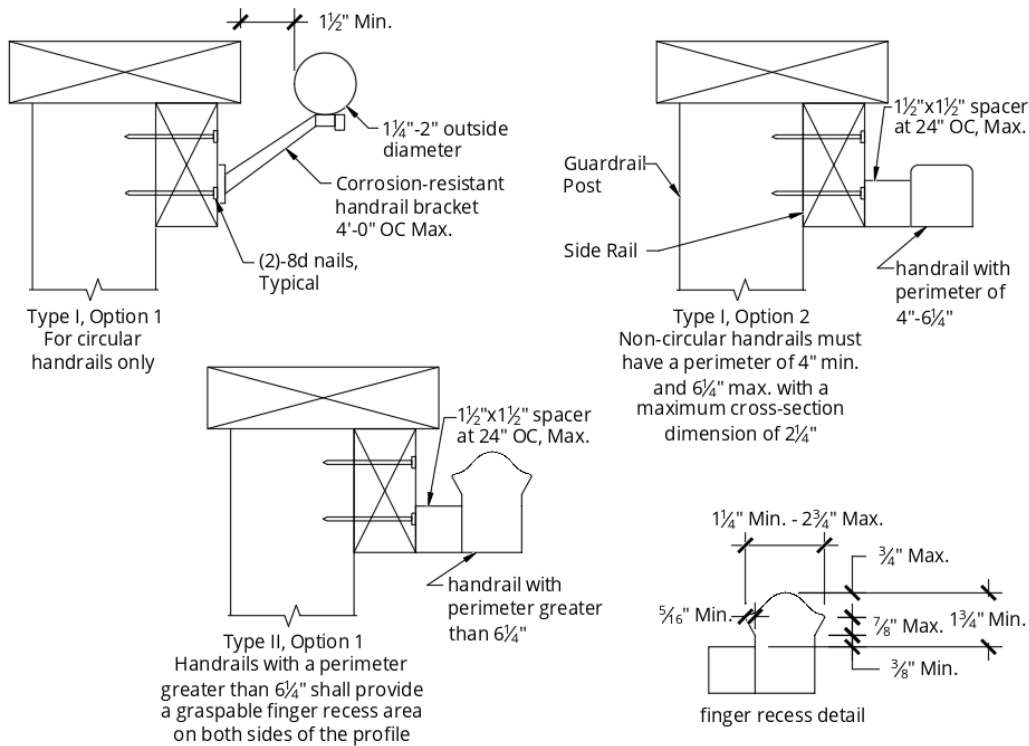 1½" Min.
1¼"-2" outside
diameter
Corrosion-resistant
handrail bracket
4'-0" OC Max.
(2)-8d nails,
Typical
Type I, Option 1
For circular
handrails only
1½"x1½" spacer
at 24" OC, Max.
Guardrail
Post
Side Rail
handrail with
perimeter of
4"-6¼"
Type I, Option 2
Non-circular handrails must
have a perimeter of 4" min.
and 6¼" max. with a
maximum cross-section
dimension of 2¼"
1½"x1½" spacer
at 24" OC, Max.
handrail with
perimeter greater
than 6¼"
Type II, Option 1
Handrails with a perimeter
greater than 6¼" shall provide
a graspable finger recess area
on both sides of the profile
1¼" Min. - 2¾" Max.
¾" Max.
5⁄16" Min.
⅞" Max.
1¾" Min.
⅜" Min.
finger recess detail